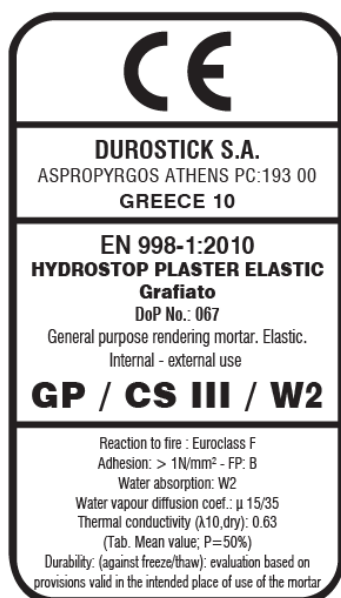 CE
DUROSTICK S.A.
ASPROPYRGOS ATHENS PC:193 00
GREECE 10
EN 998-1:2010
HYDROSTOP PLASTER ELASTIC
Grafiato
DoP No.: 067
General purpose rendering mortar. Elastic.
Internal - external use
GP / CS III / W2
Reaction to fire : Euroclass F
Adhesion: > 1N/mm² - FP: B
Water absorption: W2
Water vapour diffusion coef.: μ 15/35
Thermal conductivity (λ10,dry): 0.63
(Tab. Mean value; P=50%)
Durability: (against freeze/thaw): evaluation based on
provisions valid in the intended place of use of the mortar